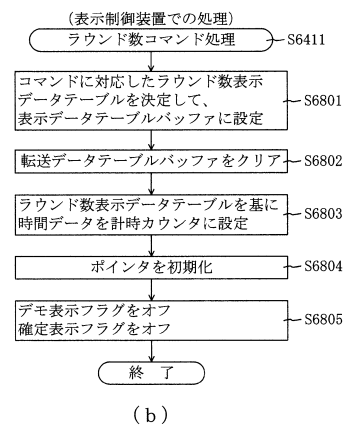 (表示制御装置での処理)
ラウンド数コマンド処理
S6411
コマンドに対応したラウンド数表示
データテーブルを決定して、
表示データテーブルバッファに設定
S6801
転送データテーブルバッファをクリア
S6802
ラウンド数表示データテーブルを基に
時間データを計時カウンタに設定
S6803
ポインタを初期化
S6804
デモ表示フラグをオフ
確定表示フラグをオフ
S6805
終 了
(b)